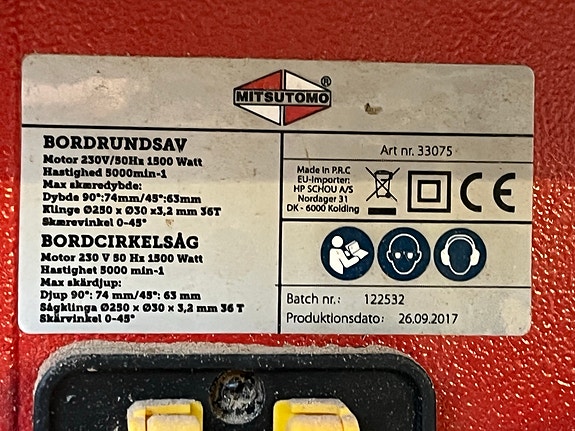 MITSUTOMO ®
BORDRUNDSAV
Motor 230V/50Hz 1500 Watt
Hastighed 5000min-1
Max skæredybde:
Dybde 90°:74mm/45°:63mm
Klinge Ø250 x Ø30 x3,2 mm 36T
Skærevinkel 0-45°
BORDCIRKELSÅG
Motor 230 V 50 Hz 1500 Watt
Hastighet 5000 min-1
Max skärdjup:
Djup 90°: 74 mm/45°: 63 mm
Sågklinga Ø250 x Ø30 x 3,2 mm 36 T
Skärvinkel 0-45°
Art nr. 33075
Made in P.R.C
EU-Importer:
HP SCHOU A/S
Nordager 31
DK - 6000 Kolding
CE
Batch nr.: 122532
Produktionsdato: 26.09.2017